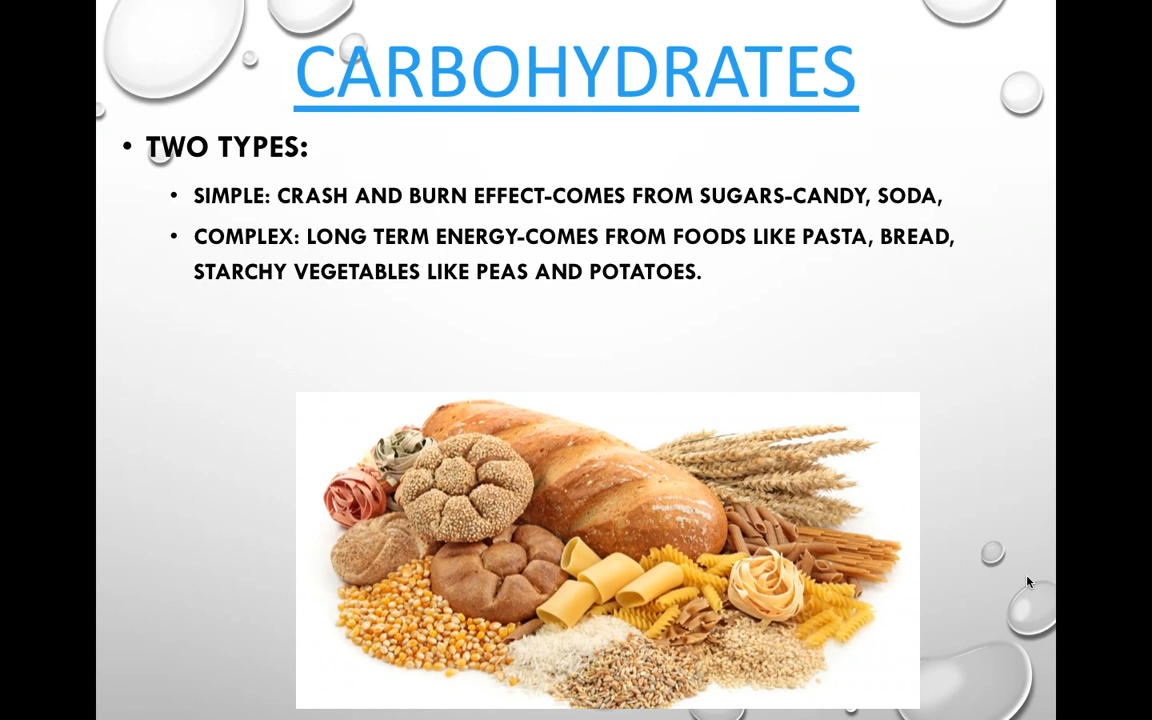 CARBOHYDRATES
• TWO TYPES:
• SIMPLE: CRASH AND BURN EFFECT-COMES FROM SUGARS-CANDY, SODA,
• COMPLEX: LONG TERM ENERGY-COMES FROM FOODS LIKE PASTA, BREAD,
STARCHY VEGETABLES LIKE PEAS AND POTATOES.